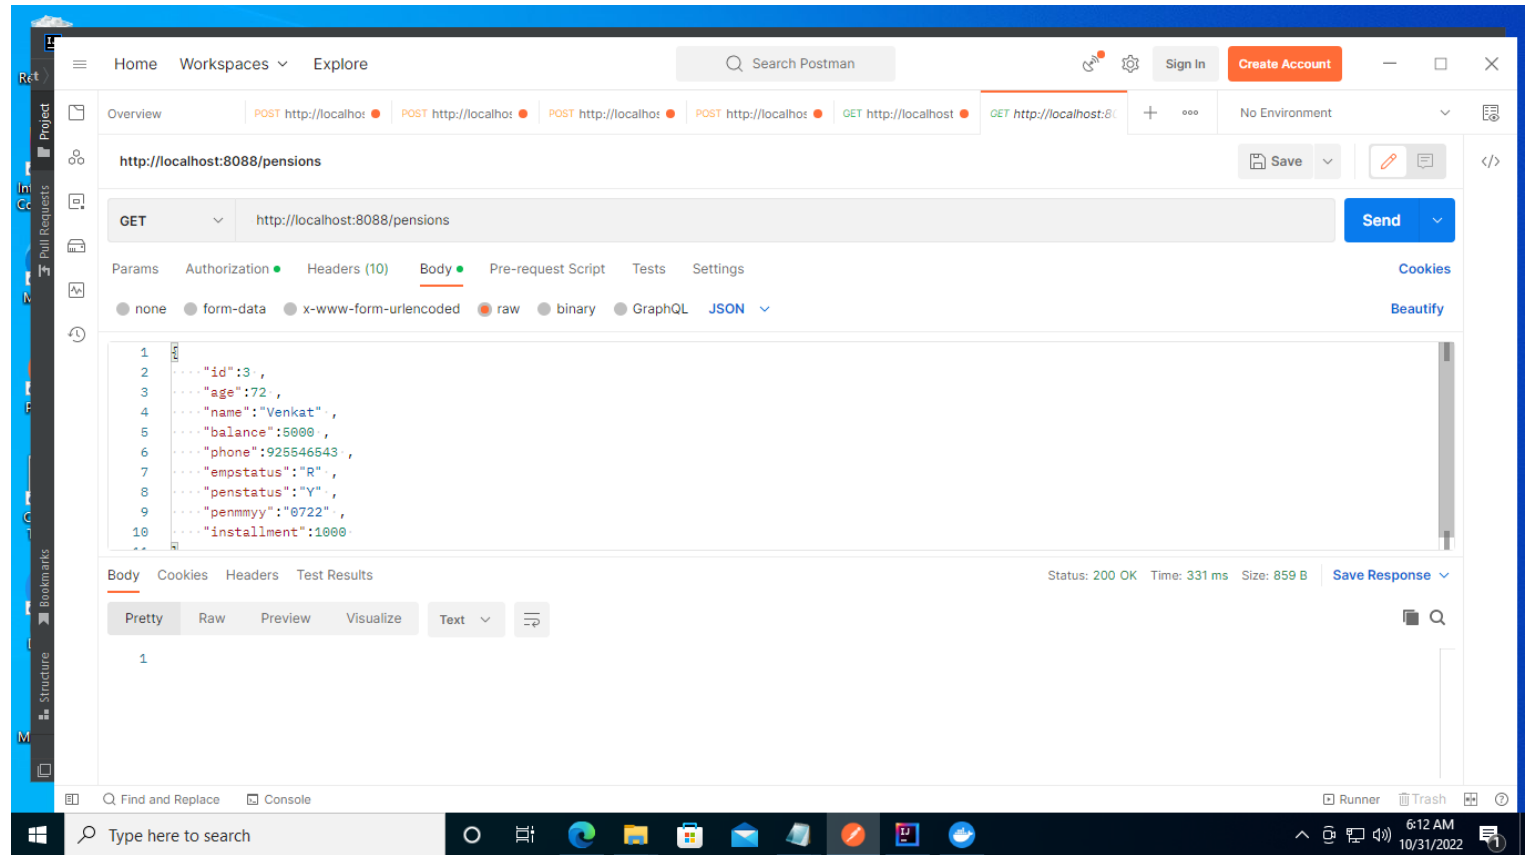 Home Workspaces Explore Search Postman Sign In Create Account
Overview POST http://localhos POST http://localhos POST http://localhos POST http://localhos GET http://localhost GET http://localhost:8 No Environment
http://localhost:8088/pensions Save </>
GET http://localhost:8088/pensions Send
Params Authorization Headers (10) Body Pre-request Script Tests Settings Cookies
none form-data x-www-form-urlencoded raw binary GraphQL JSON Beautify
1 {
2 "id":3 ,
3 "age":72 ,
4 "name":"Venkat" ,
5 "balance":5000 ,
6 "phone":925546543 ,
7 "empstatus":"R" ,
8 "penstatus":"Y" ,
9 "penmmyy":"0722" ,
10 "installment":1000
Body Cookies Headers Test Results Status: 200 OK Time: 331 ms Size: 859 B Save Response
Pretty Raw Preview Visualize Text
1
Find and Replace Console Runner Trash
Type here to search 6:12 AM
10/31/2022
1
Project
Pull Requests
Bookmarks
Structure